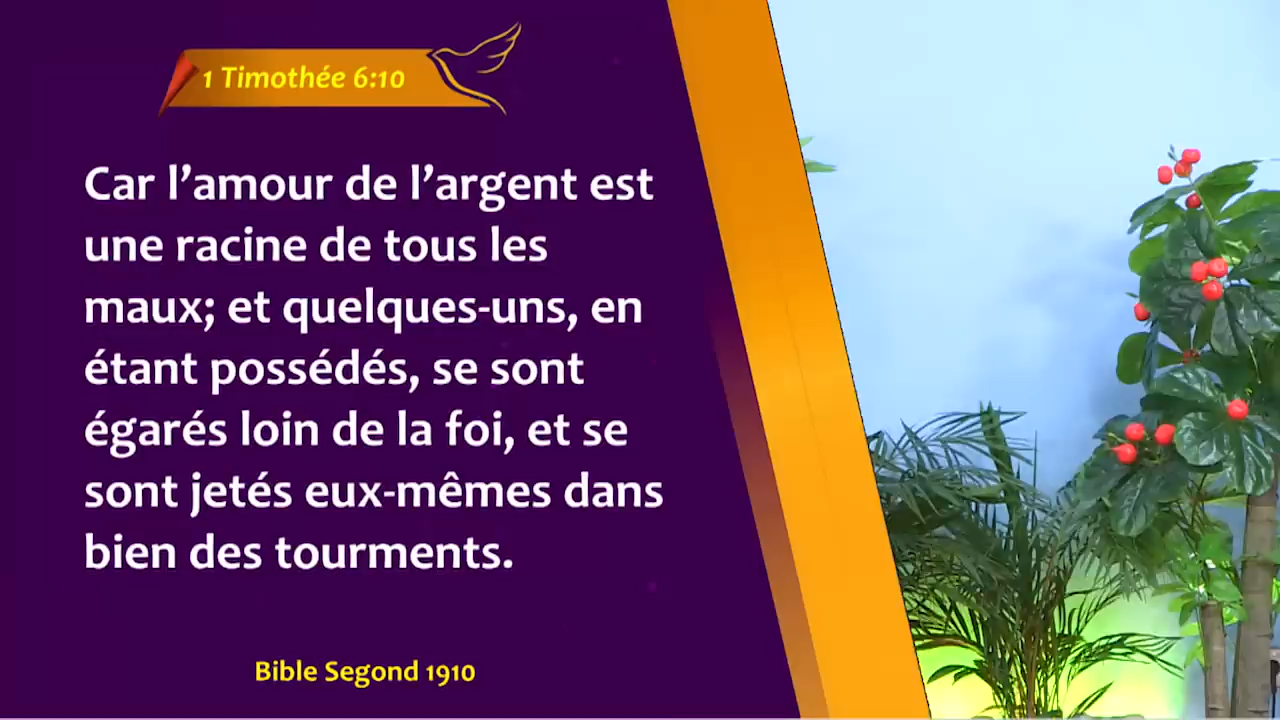 1 Timothée 6:10
Car l’amour de l’argent est
une racine de tous les
maux; et quelques-uns, en
étant possédés, se sont
égarés loin de la foi, et se
sont jetés eux-mêmes dans
bien des tourments.
Bible Segond 1910